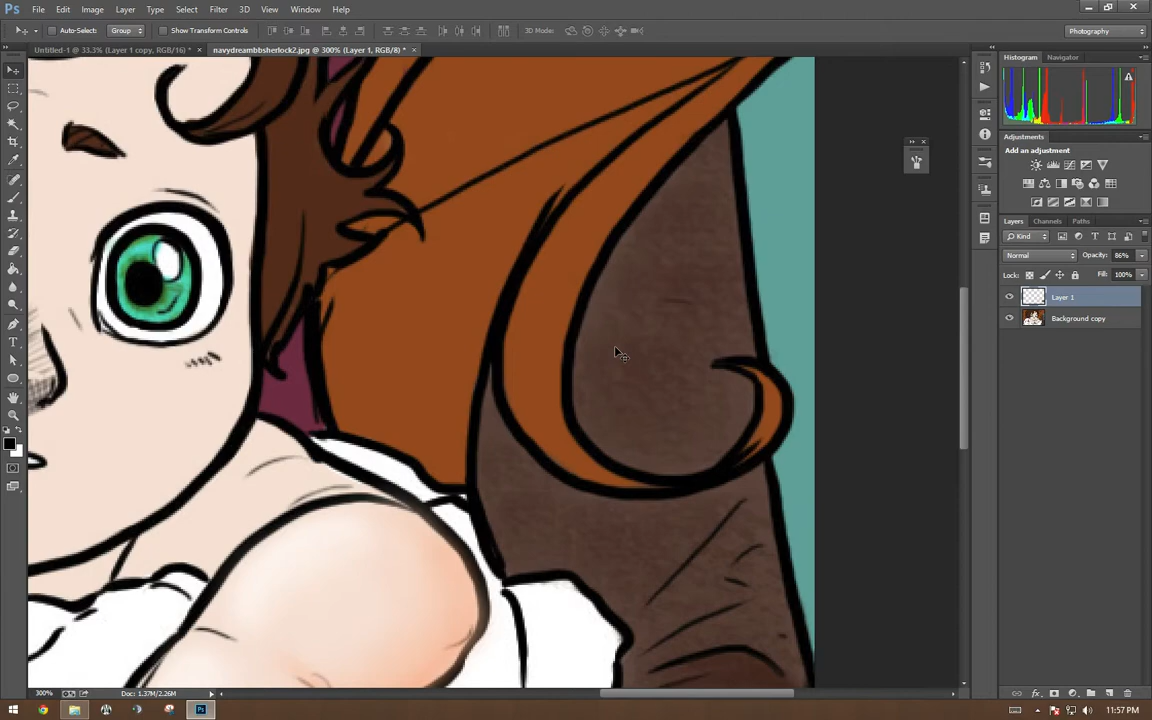 Ps File Edit Image Layer Type Select Filter 3D View Window Help
Auto-Select: Group Show Transform Controls 3D Mode: Photography
Untitled-1 @ 33.3% (Layer 1 copy, RGB/16) * × navydreambbsherlock2.jpg @ 300% (Layer 1, RGB/8) * ×
Histogram Navigator
Adjustments
Add an adjustment
Layers Channels Paths
Kind
Normal Opacity: 86%
Lock: Fill: 100%
Layer 1
Background copy
300% Doc: 1.37M/2.26M
Ps 11:57 PM